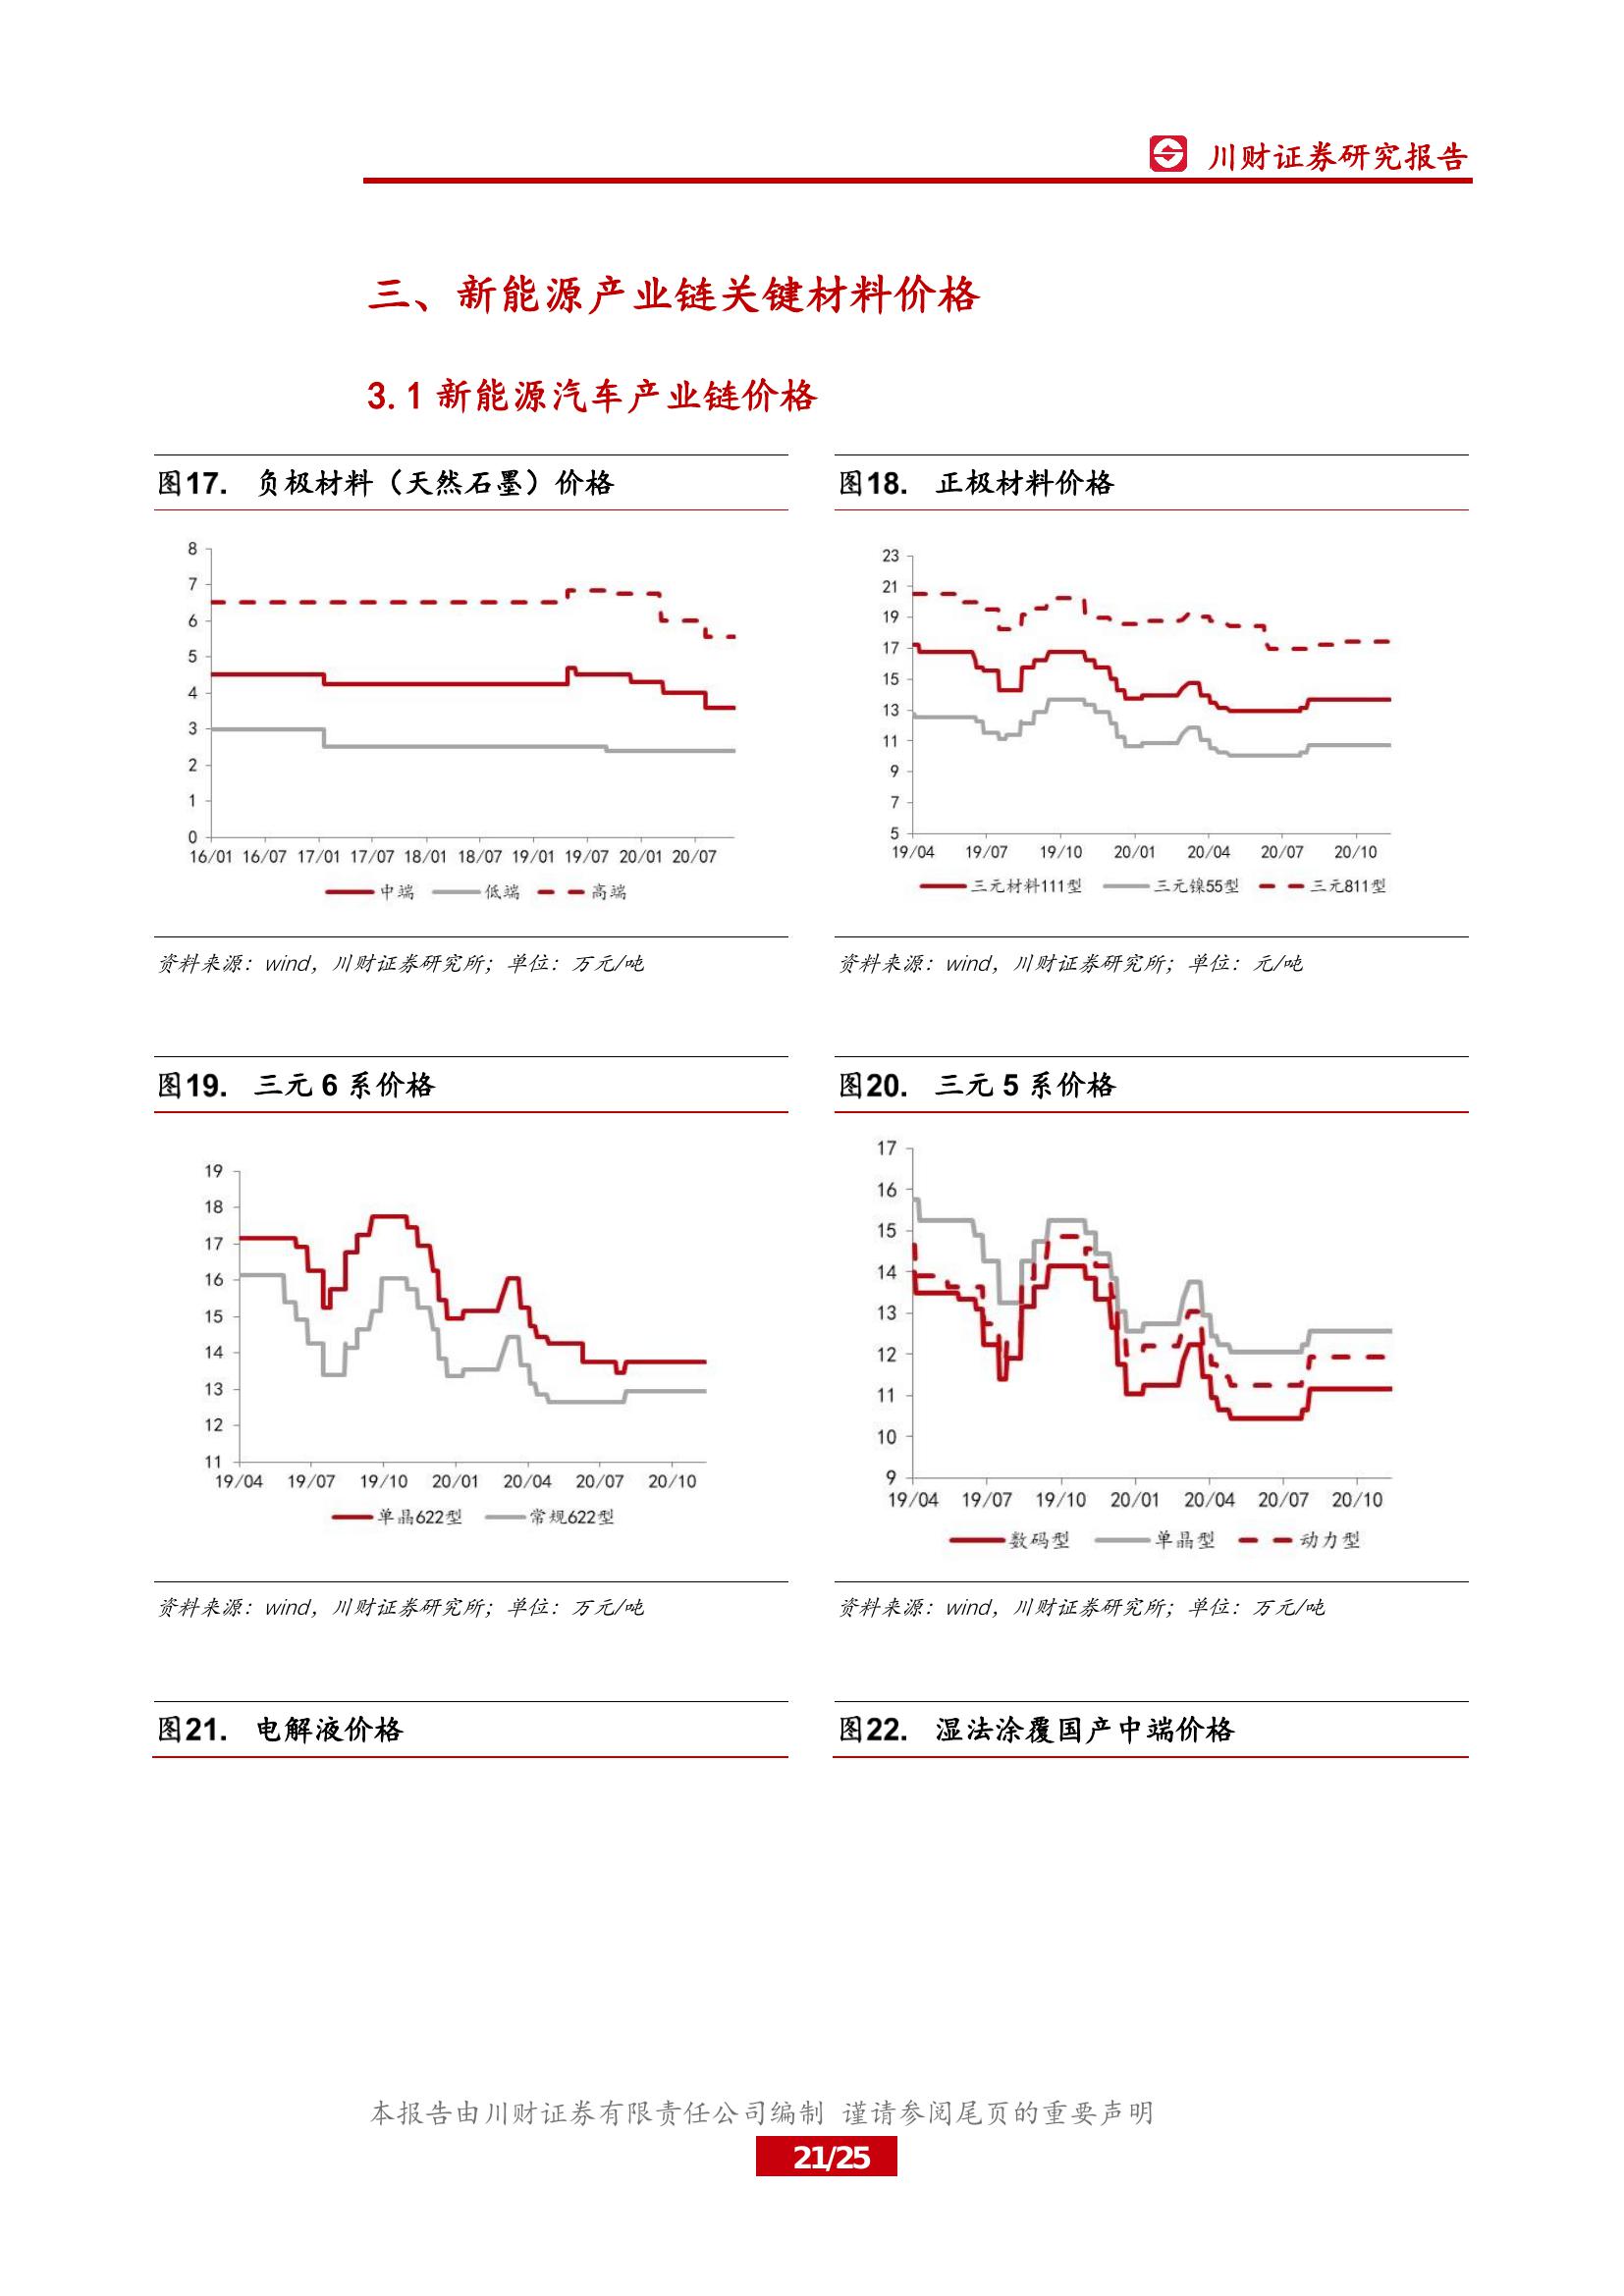 川财证券研究报告
三、新能源产业链关键材料价格
3.1 新能源汽车产业链价格
图17. 负极材料（天然石墨）价格
8
7
6
5
4
3
2
1
0
16/01 16/07 17/01 17/07 18/01 18/07 19/01 19/07 20/01 20/07
中端 低端 高端
资料来源：wind，川财证券研究所；单位：万元/吨
图18. 正极材料价格
23
21
19
17
15
13
11
9
7
5
19/04 19/07 19/10 20/01 20/04 20/07 20/10
三元材料111型 三元镍55型 三元811型
资料来源：wind，川财证券研究所；单位：元/吨
图19. 三元 6 系价格
19
18
17
16
15
14
13
12
11
19/04 19/07 19/10 20/01 20/04 20/07 20/10
单晶622型 常规622型
资料来源：wind，川财证券研究所；单位：万元/吨
图20. 三元 5 系价格
17
16
15
14
13
12
11
10
9
19/04 19/07 19/10 20/01 20/04 20/07 20/10
数码型 单晶型 动力型
资料来源：wind，川财证券研究所；单位：万元/吨
图21. 电解液价格
图22. 湿法涂覆国产中端价格
本报告由川财证券有限责任公司编制 谨请参阅尾页的重要声明
21/25